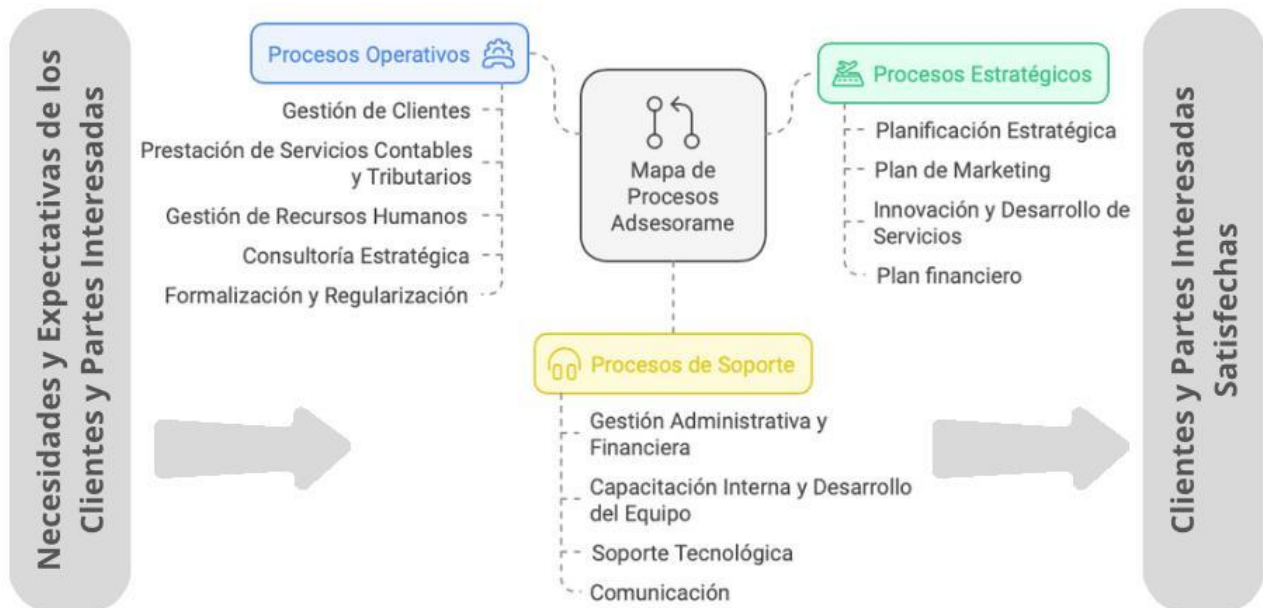 Necesidades y Expectativas de los
Clientes y Partes Interesadas
Procesos Operativos
Gestión de Clientes
Prestación de Servicios Contables
y Tributarios
Gestión de Recursos Humanos
Consultoría Estratégica
Formalización y Regularización
Mapa de
Procesos
Adsesorame
Procesos Estratégicos
Planificación Estratégica
Plan de Marketing
Innovación y Desarrollo de
Servicios
Plan financiero
Procesos de Soporte
Gestión Administrativa y
Financiera
Capacitación Interna y Desarrollo
del Equipo
Soporte Tecnológica
Comunicación
Clientes y Partes Interesadas
Satisfechas